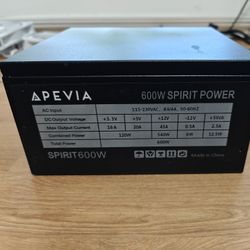 APEVIA 600W SPIRIT POWER
AC Input 115-230VAC, 8A/4A, 50-60HZ
DC Output Voltage +3.3V +5V +12V -12V +5Vsb
Max Output Current 16A 20A 45A 0.5A 2.5A
Combined Power 120W 540W 6W 12.5W
Total Power 600W
SPIRIT600W Made in China